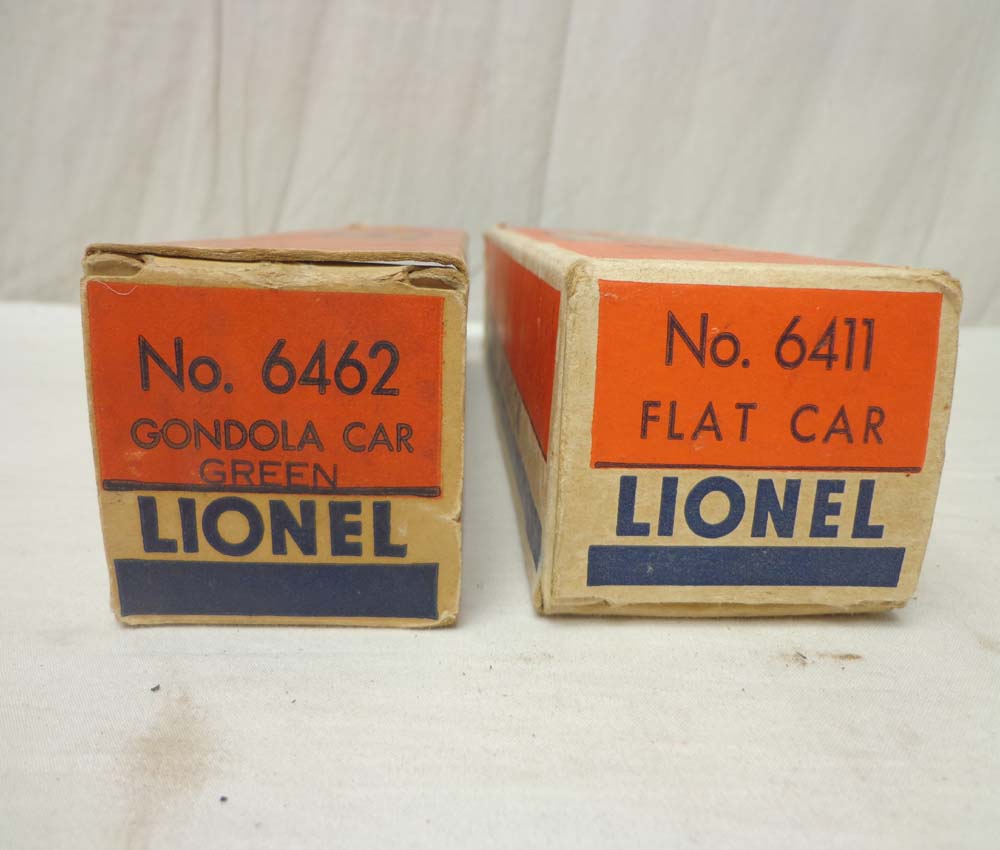 No. 6462
GONDOLA CAR
GREEN
LIONEL
No. 6411
FLAT CAR
LIONEL